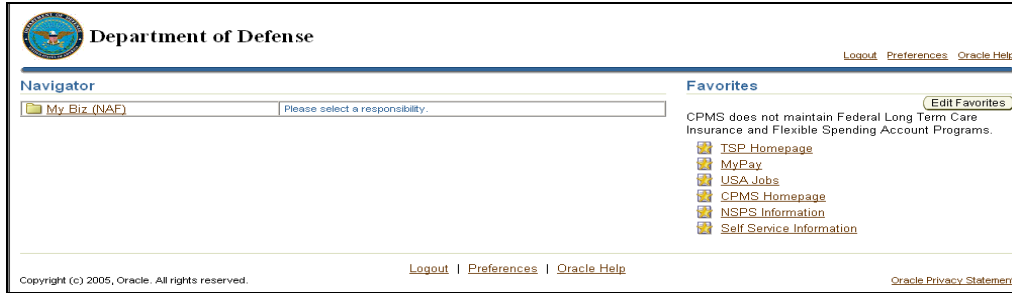 Department of Defense
Logout Preferences Oracle Help
Navigator
My Biz (NAF)
Please select a responsibility.
Favorites
Edit Favorites
CPMS does not maintain Federal Long Term Care
Insurance and Flexible Spending Account Programs.
TSP Homepage
MyPay
USA Jobs
CPMS Homepage
NSPS Information
Self Service Information
Logout | Preferences | Oracle Help
Copyright (c) 2005, Oracle. All rights reserved.
Oracle Privacy Statement